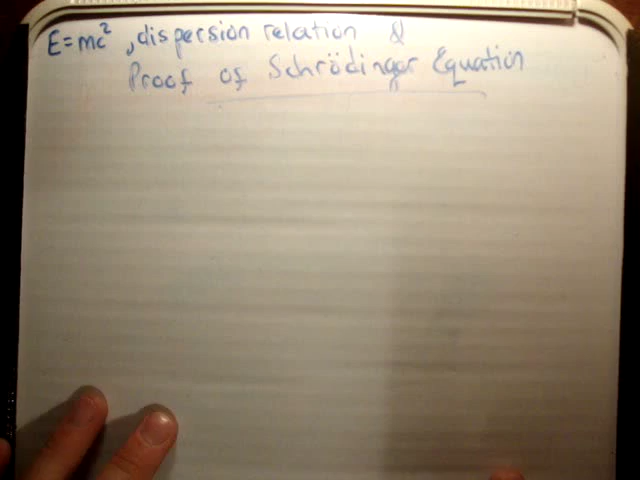 E=mc², dispersion relation &
Proof of Schrödinger Equation